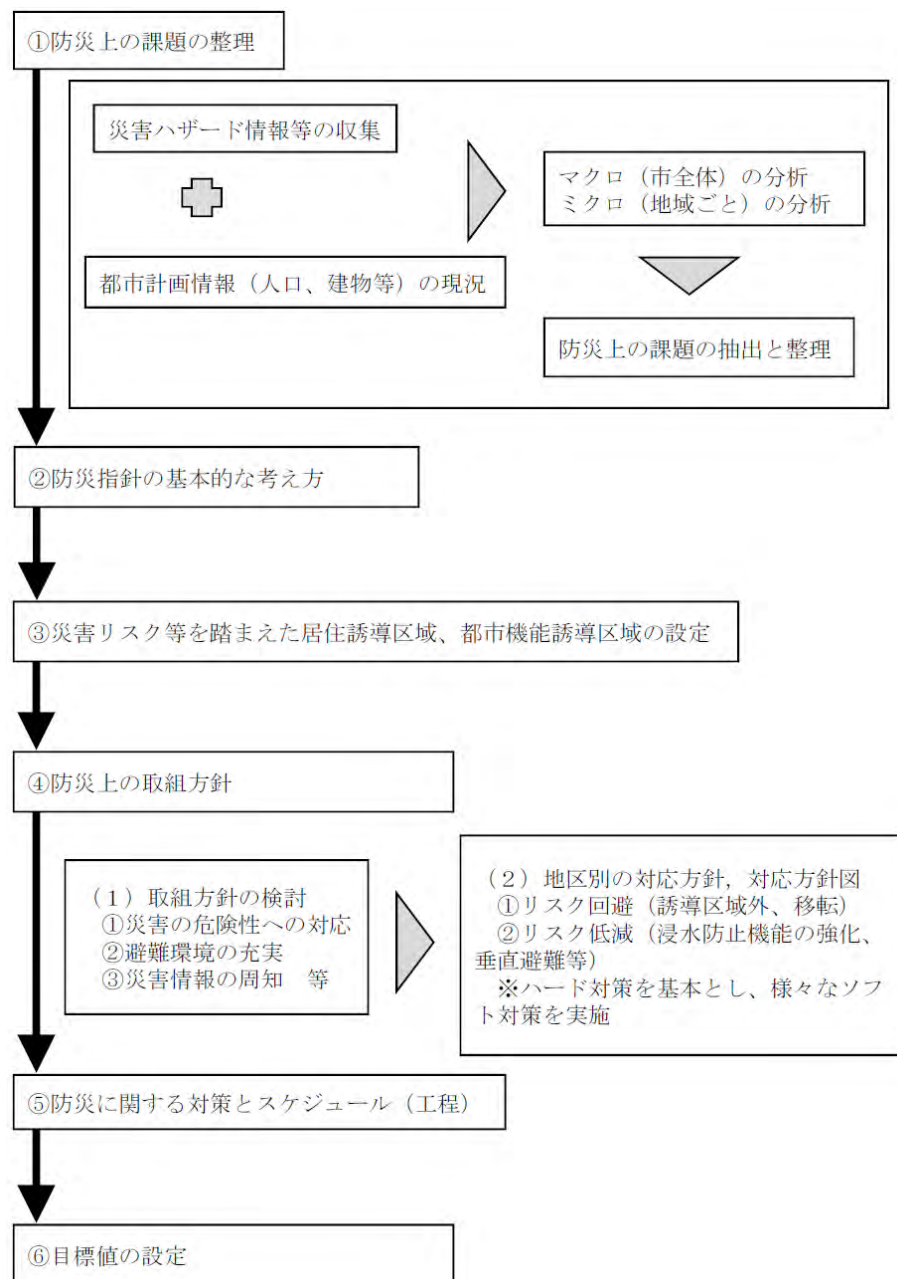 ①防災上の課題の整理
災害ハザード情報等の収集
都市計画情報（人口、建物等）の現況
マクロ（市全体）の分析
ミクロ（地域ごと）の分析
防災上の課題の抽出と整理
②防災指針の基本的な考え方
③災害リスク等を踏まえた居住誘導区域、都市機能誘導区域の設定
④防災上の取組方針
（１）取組方針の検討
①災害の危険性への対応
②避難環境の充実
③災害情報の周知　等
（２）地区別の対応方針，対応方針図
①リスク回避（誘導区域外、移転）
②リスク低減（浸水防止機能の強化、
垂直避難等）
※ハード対策を基本とし、様々なソフ
ト対策を実施
⑤防災に関する対策とスケジュール（工程）
⑥目標値の設定